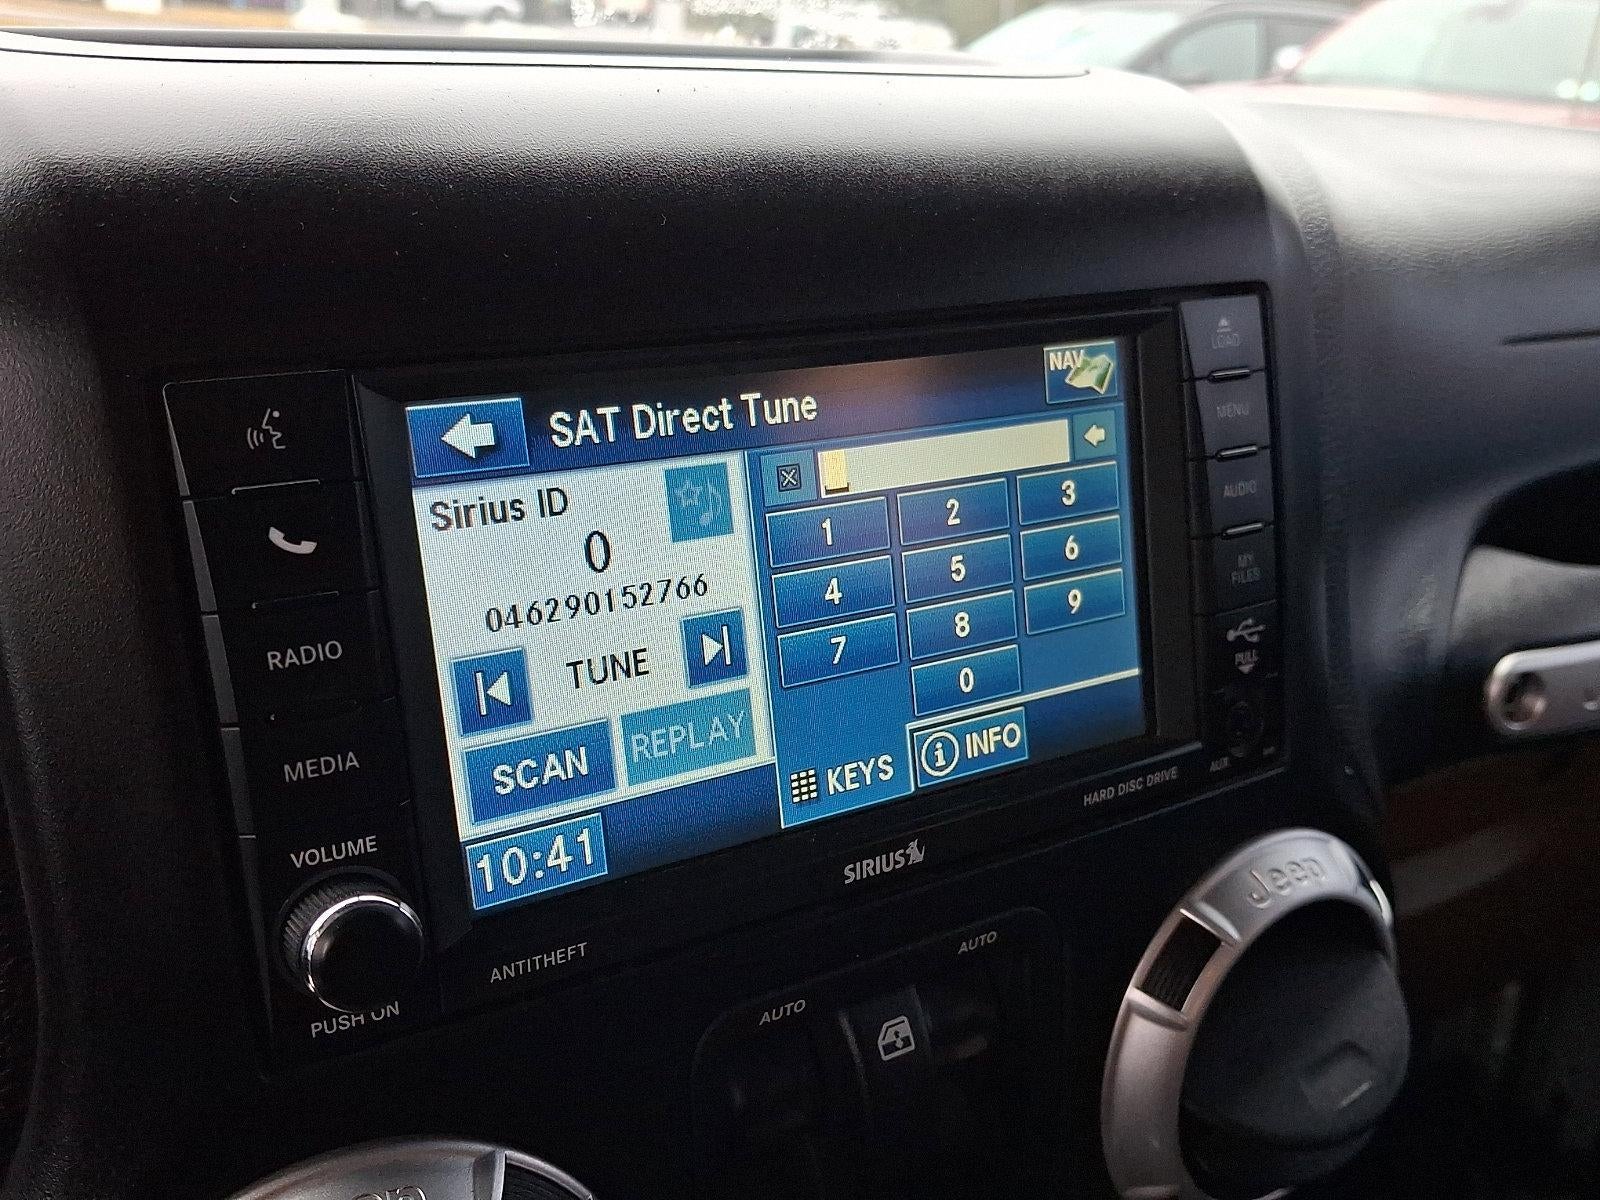 LOAD
MENU
AUDIO
MY
FILES
PULL
AUX
RADIO
MEDIA
VOLUME
PUSH ON
NAV
SAT Direct Tune
Sirius ID
0
046290152766
TUNE
SCAN
REPLAY
10:41
1 2 3
4 5 6
7 8 9
0
KEYS
INFO
HARD DISC DRIVE
SIRIUS
ANTITHEFT
AUTO
AUTO
Jeep